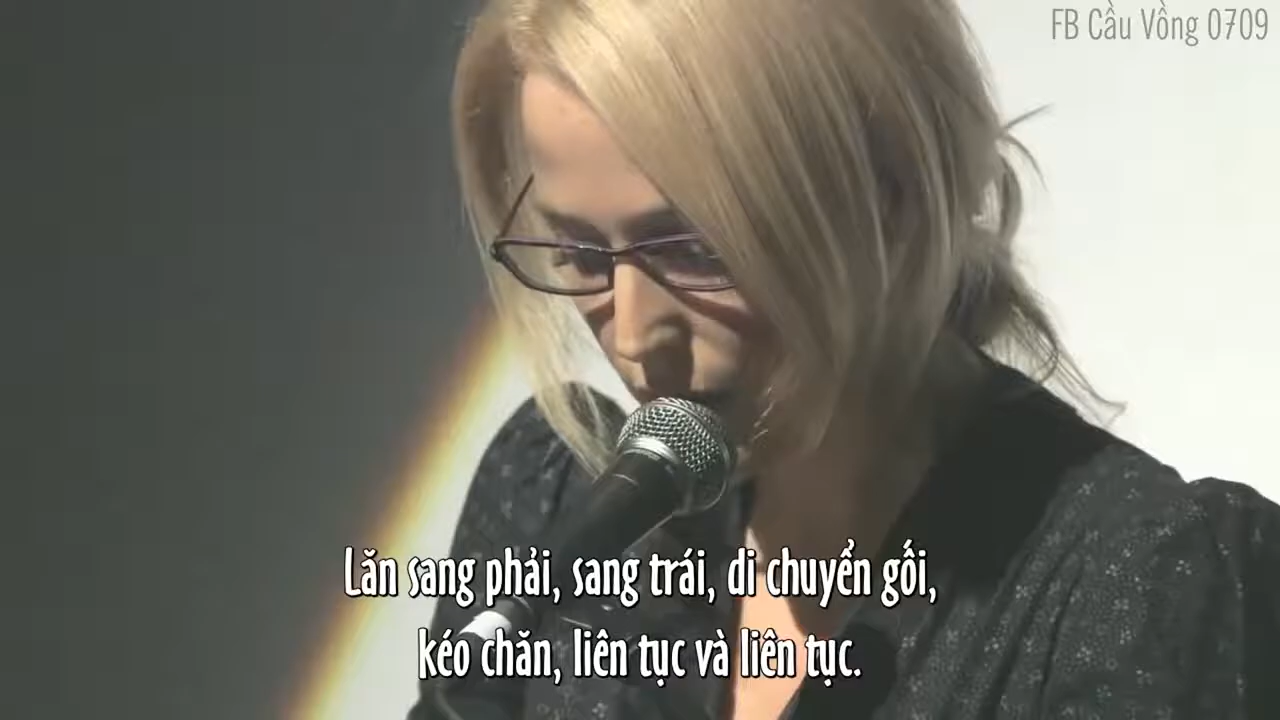 FB Cầu Vồng 0709
Lăn sang phải, sang trái, di chuyển gối,
kéo chăn, liên tục và liên tục.